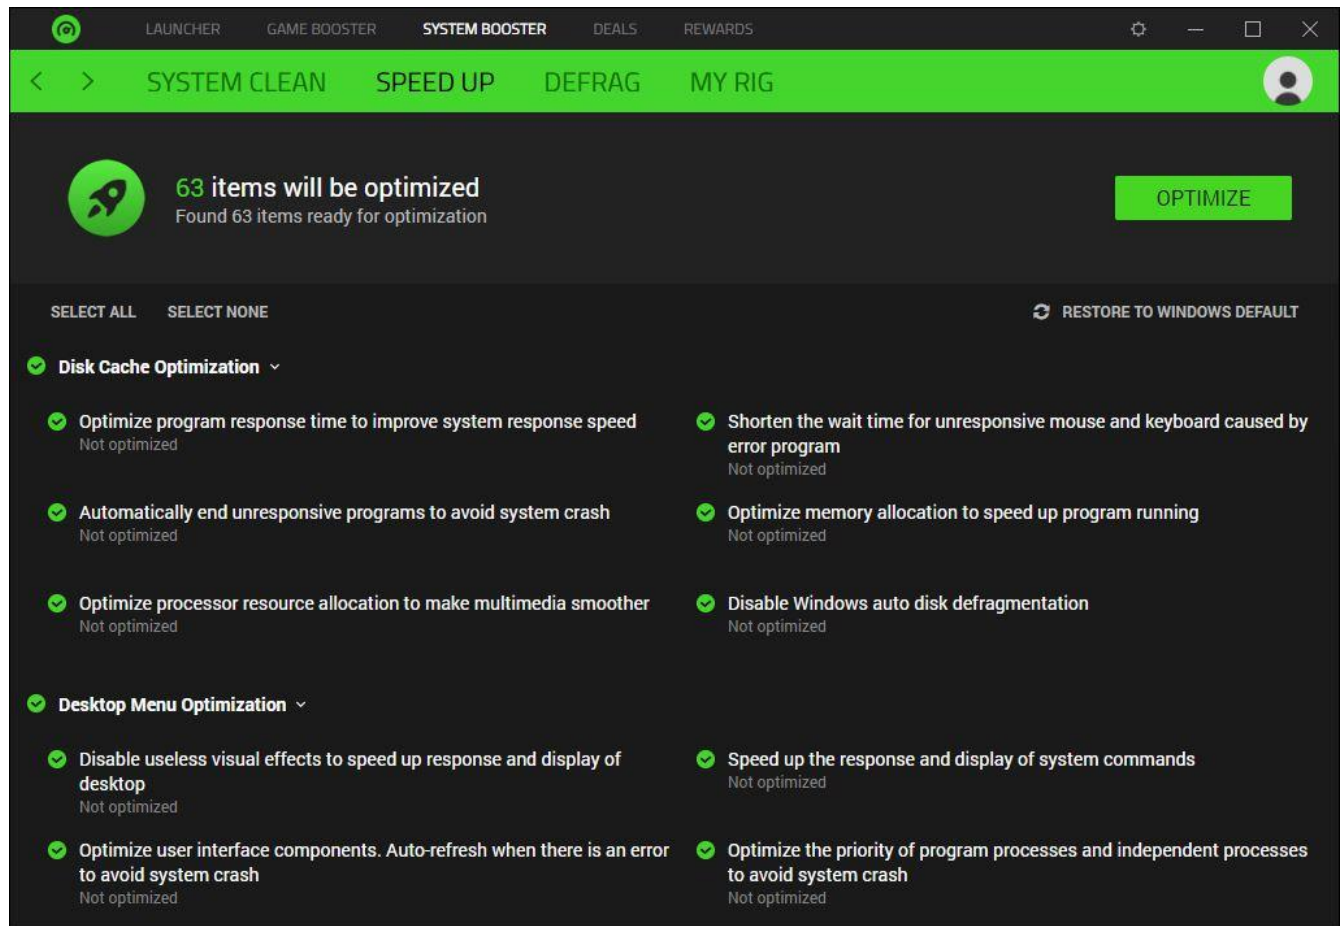 LAUNCHER GAME BOOSTER SYSTEM BOOSTER DEALS REWARDS
SYSTEM CLEAN SPEED UP DEFRAG MY RIG
63 items will be optimized
Found 63 items ready for optimization
OPTIMIZE
SELECT ALL SELECT NONE RESTORE TO WINDOWS DEFAULT
Disk Cache Optimization
Optimize program response time to improve system response speed
Not optimized
Shorten the wait time for unresponsive mouse and keyboard caused by
error program
Not optimized
Automatically end unresponsive programs to avoid system crash
Not optimized
Optimize memory allocation to speed up program running
Not optimized
Optimize processor resource allocation to make multimedia smoother
Not optimized
Disable Windows auto disk defragmentation
Not optimized
Desktop Menu Optimization
Disable useless visual effects to speed up response and display of
desktop
Not optimized
Speed up the response and display of system commands
Not optimized
Optimize user interface components. Auto-refresh when there is an error
to avoid system crash
Not optimized
Optimize the priority of program processes and independent processes
to avoid system crash
Not optimized